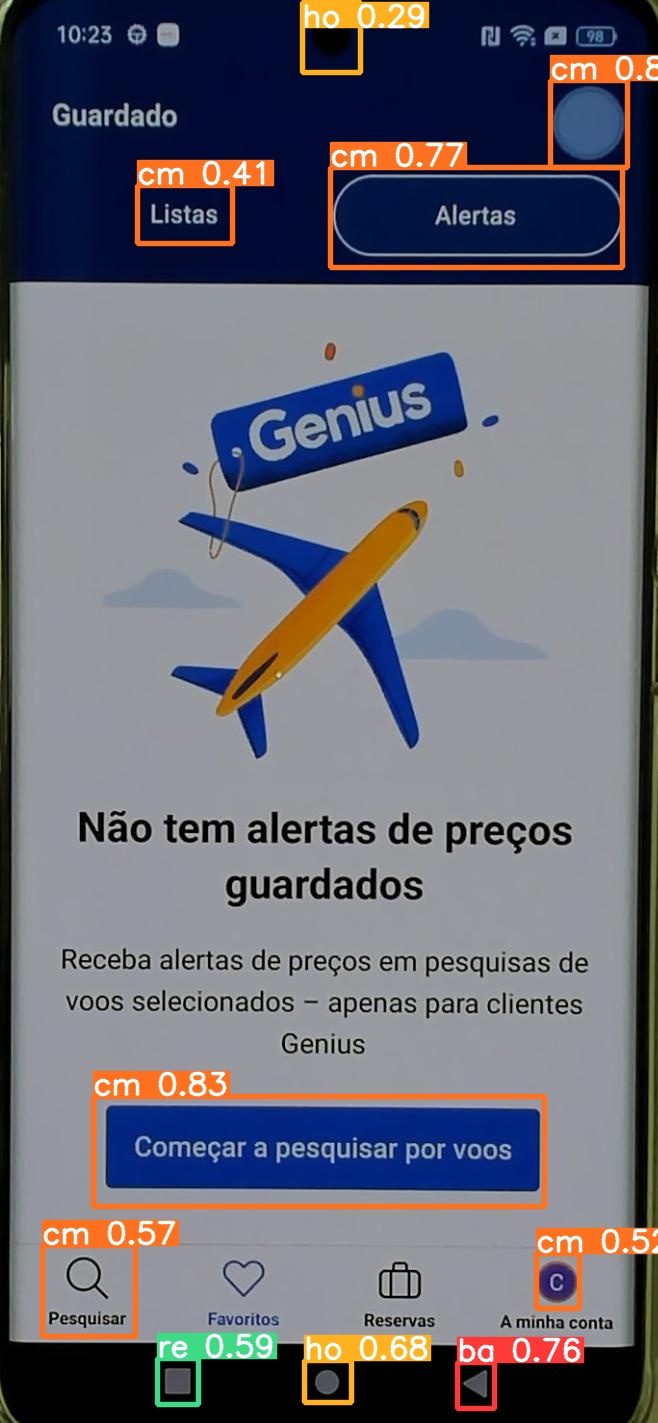 ho 0.29
10:23
98
cm 0.8
Guardado
cm 0.41
cm 0.77
Listas
Alertas
Genius
Não tem alertas de preços
guardados
Receba alertas de preços em pesquisas de
voos selecionados – apenas para clientes
Genius
cm 0.83
Começar a pesquisar por voos
cm 0.57
cm 0.52
C
Pesquisar
Favoritos
Reservas
A minha conta
re 0.59
ho 0.68
ba 0.76